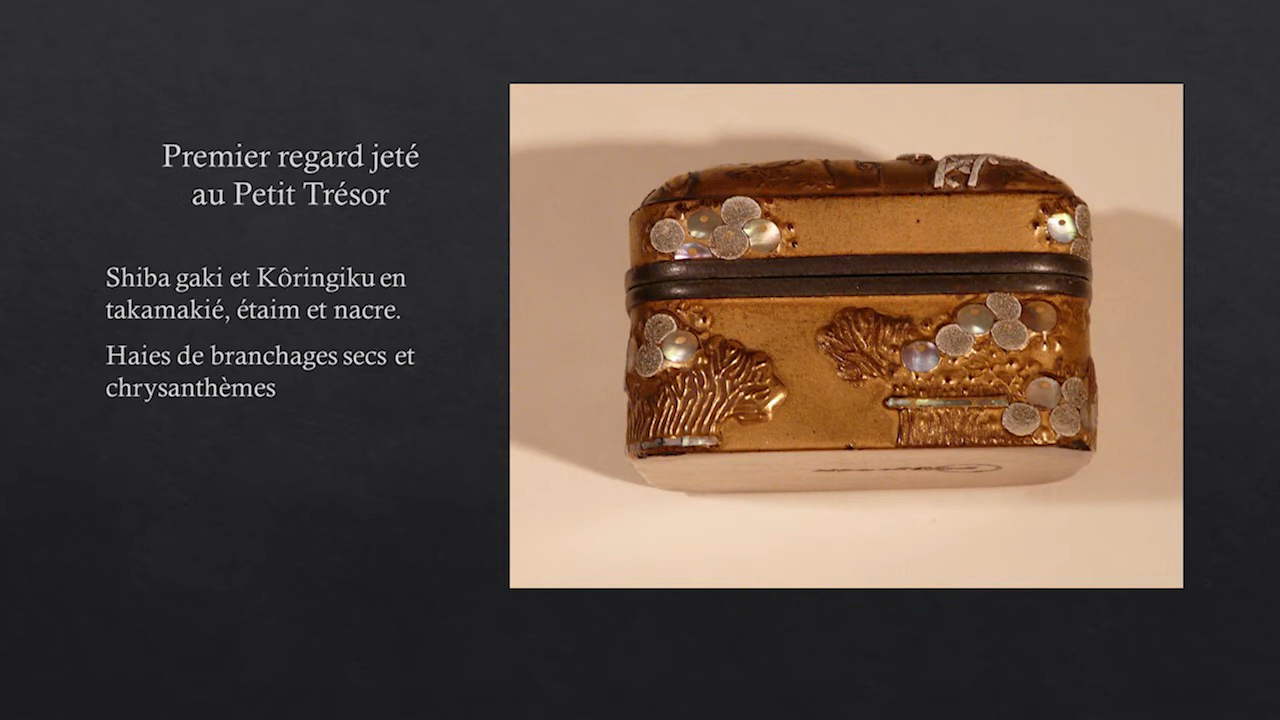 Premier regard jeté
au Petit Trésor
Shiba gaki et Kôringiku en
takamakié, étaim et nacre.
Haies de branchages secs et
chrysanthèmes